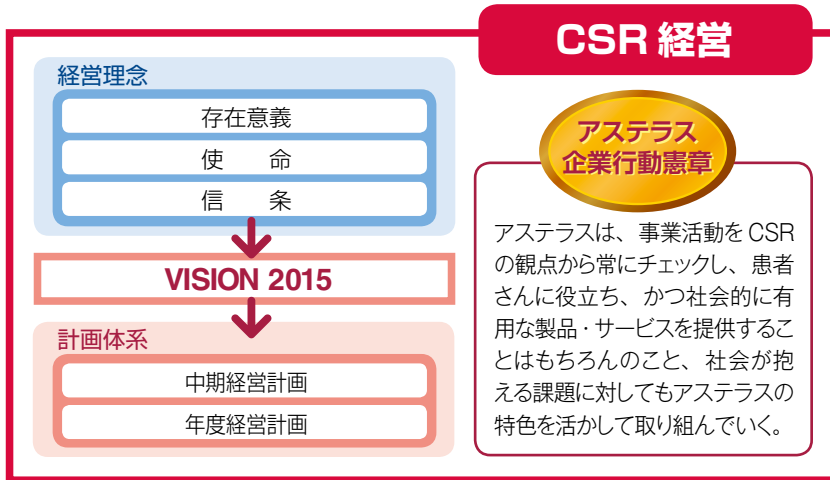 CSR 経営
経営理念
存在意義
使　命
信　条
VISION 2015
計画体系
中期経営計画
年度経営計画
アステラス
企業行動憲章
アステラスは、事業活動をCSR
の観点から常にチェックし、患者
さんに役立ち、かつ社会的に有
用な製品・サービスを提供するこ
とはもちろんのこと、社会が抱
える課題に対してもアステラスの
特色を活かして取り組んでいく。